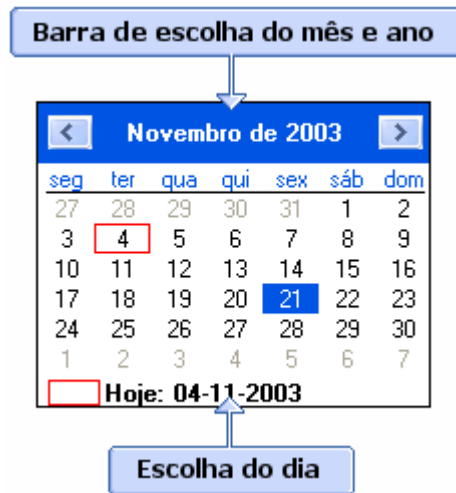 Barra de escolha do mês e ano
Novembro de 2003
seg ter qua qui sex sáb dom
27 28 29 30 31 1 2
3 4 5 6 7 8 9
10 11 12 13 14 15 16
17 18 19 20 21 22 23
24 25 26 27 28 29 30
1 2 3 4 5 6 7
Hoje: 04-11-2003
Escolha do dia